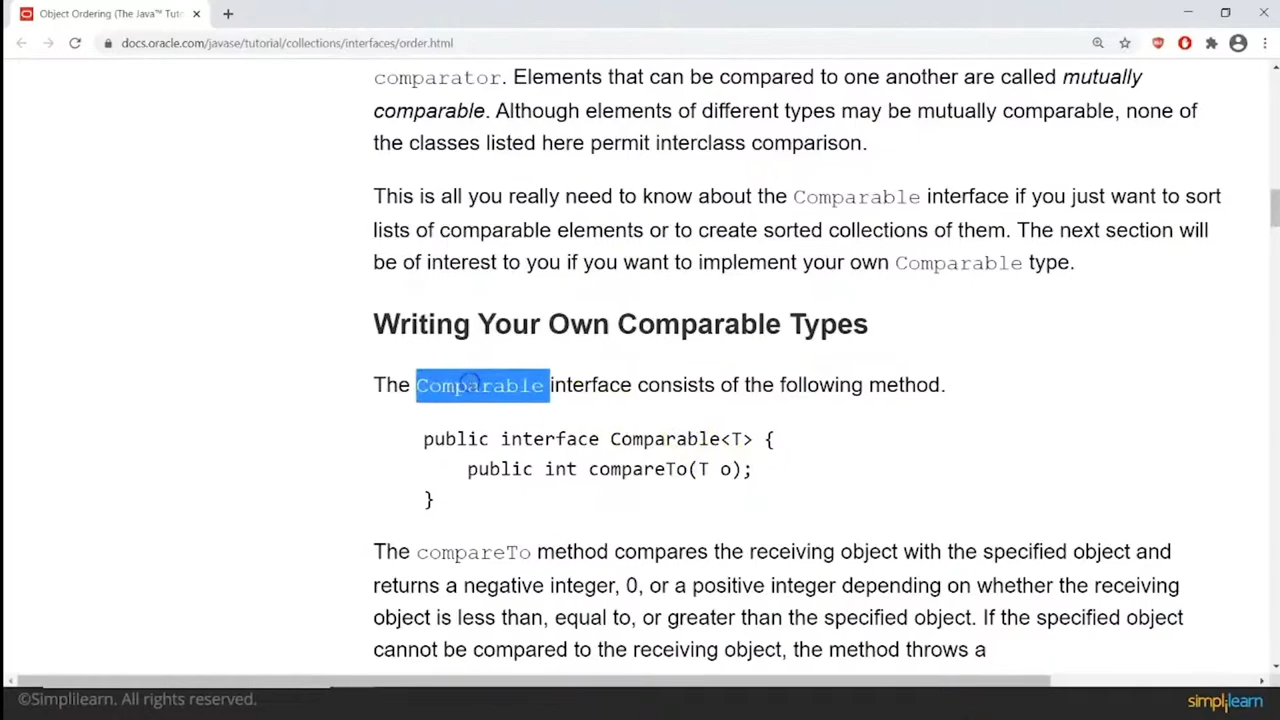 Object Ordering (The Java™ Tuto
docs.oracle.com/javase/tutorial/collections/interfaces/order.html
comparator. Elements that can be compared to one another are called mutually
comparable. Although elements of different types may be mutually comparable, none of
the classes listed here permit interclass comparison.
This is all you really need to know about the Comparable interface if you just want to sort
lists of comparable elements or to create sorted collections of them. The next section will
be of interest to you if you want to implement your own Comparable type.
Writing Your Own Comparable Types
The Comparable interface consists of the following method.
public interface Comparable<T> {
public int compareTo(T o);
}
The compareTo method compares the receiving object with the specified object and
returns a negative integer, 0, or a positive integer depending on whether the receiving
object is less than, equal to, or greater than the specified object. If the specified object
cannot be compared to the receiving object, the method throws a
©Simplilearn. All rights reserved.
simplilearn